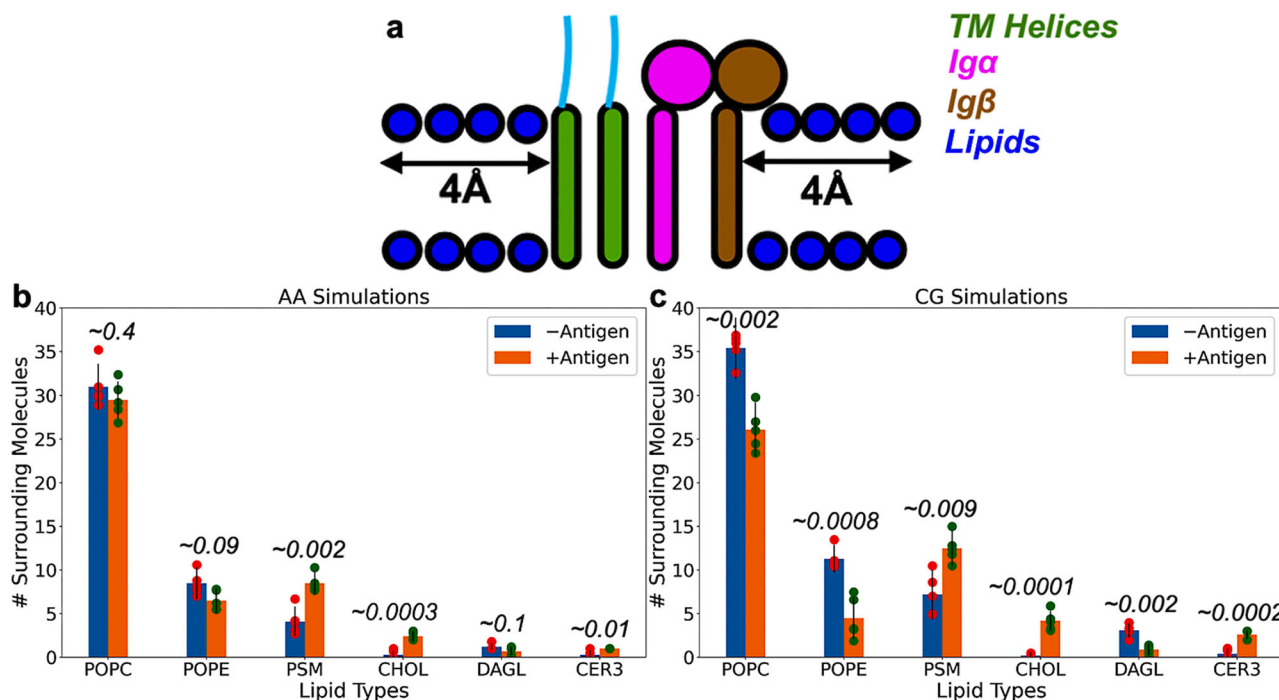 a
TM Helices
Igα
Igβ
Lipids
4Å
4Å
b
AA Simulations
# Surrounding Molecules
40
35
30
25
20
15
10
5
0
~0.4
~0.09
~0.002
~0.0003
~0.1
~0.01
−Antigen
+Antigen
POPC
POPE
PSM
CHOL
DAGL
CER3
Lipid Types
c
CG Simulations
# Surrounding Molecules
40
35
30
25
20
15
10
5
0
~0.002
~0.0008
~0.009
~0.0001
~0.002
~0.0002
−Antigen
+Antigen
POPC
POPE
PSM
CHOL
DAGL
CER3
Lipid Types